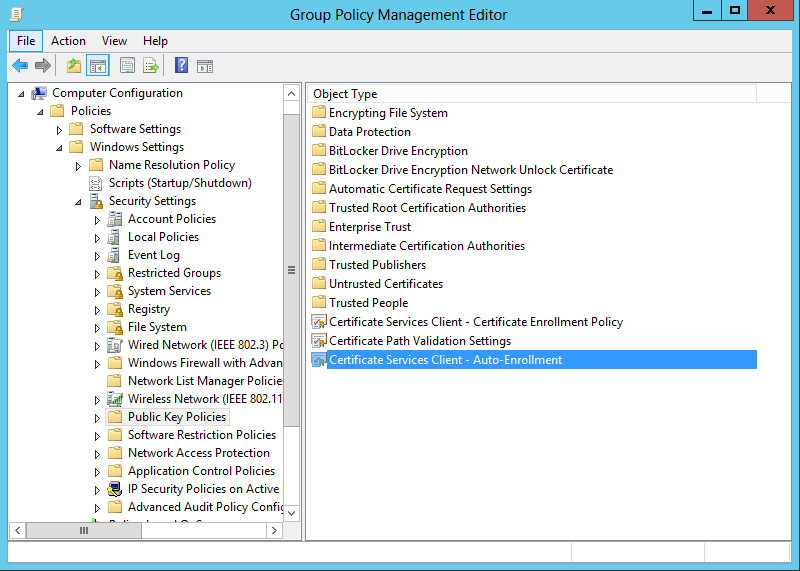 Group Policy Management Editor
File Action View Help
Computer Configuration
Policies
Software Settings
Windows Settings
Name Resolution Policy
Scripts (Startup/Shutdown)
Security Settings
Account Policies
Local Policies
Event Log
Restricted Groups
System Services
Registry
File System
Wired Network (IEEE 802.3) Po
Windows Firewall with Advan
Network List Manager Policie
Wireless Network (IEEE 802.11
Public Key Policies
Software Restriction Policies
Network Access Protection
Application Control Policies
IP Security Policies on Active
Advanced Audit Policy Config
Object Type
Encrypting File System
Data Protection
BitLocker Drive Encryption
BitLocker Drive Encryption Network Unlock Certificate
Automatic Certificate Request Settings
Trusted Root Certification Authorities
Enterprise Trust
Intermediate Certification Authorities
Trusted Publishers
Untrusted Certificates
Trusted People
Certificate Services Client - Certificate Enrollment Policy
Certificate Path Validation Settings
Certificate Services Client - Auto-Enrollment